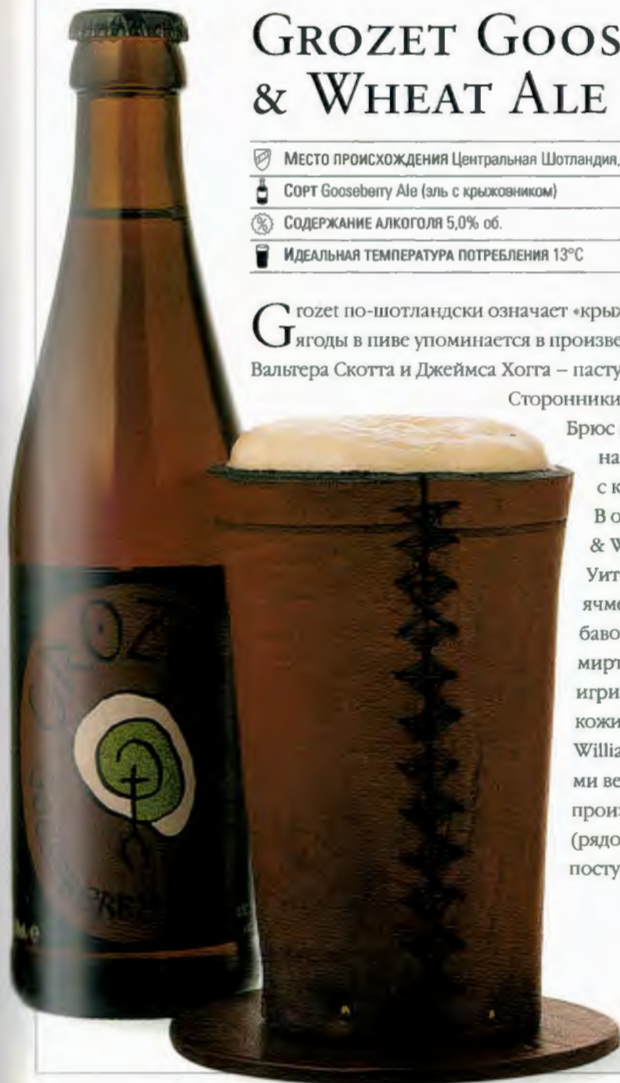 GROZET GOOS
& WHEAT ALE
МЕСТО ПРОИСХОЖДЕНИЯ Центральная Шотландия,
СОРТ Gooseberry Ale (эль с крыжовником)
СОДЕРЖАНИЕ АЛКОГОЛЯ 5,0% об.
ИДЕАЛЬНАЯ ТЕМПЕРАТУРА ПОТРЕБЛЕНИЯ 13°C
Grozet по-шотландски означает «крыж
ягоды в пиве упоминается в произве
Вальтера Скотта и Джеймса Хогга – пасту
Сторонники
Брюс
на
с к
В о
& W
Уит
ячме
баво
мирт
игри
кожи
Willia
ми ве
произ
(рядо
посту
GROZ